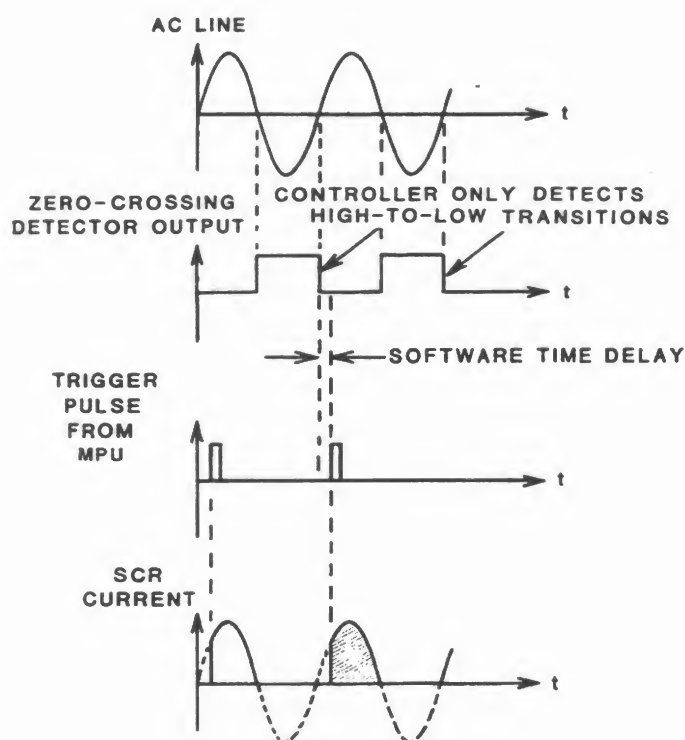 AC LINE
t
ZERO-CROSSING
DETECTOR OUTPUT
CONTROLLER ONLY DETECTS
HIGH-TO-LOW TRANSITIONS
t
SOFTWARE TIME DELAY
TRIGGER
PULSE
FROM
MPU
t
SCR
CURRENT
t